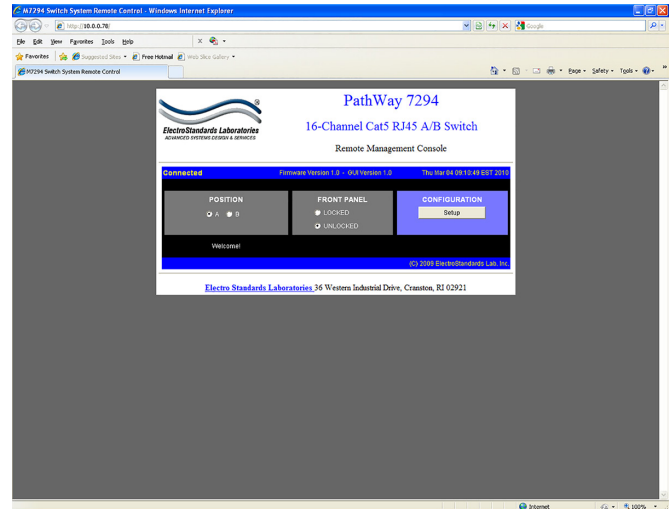 M7294 Switch System Remote Control - Windows Internet Explorer
http://10.0.0.70/
Google
File Edit View Favorites Tools Help
X
Favorites Suggested Sites Free Hotmail Web Slice Gallery
M7294 Switch System Remote Control
Page Safety Tools
ElectroStandards Laboratories
ADVANCED SYSTEMS DESIGN & SERVICES
®
PathWay 7294
16-Channel Cat5 RJ45 A/B Switch
Remote Management Console
Connected Firmware Version 1.0 - GUI Version 1.0 Thu Mar 04 09:10:49 EST 2010
POSITION
A B
FRONT PANEL
LOCKED
UNLOCKED
CONFIGURATION
Setup
Welcome!
(C) 2009 ElectroStandards Lab. Inc.
Electro Standards Laboratories 36 Western Industrial Drive, Cranston, RI 02921
Internet 100%